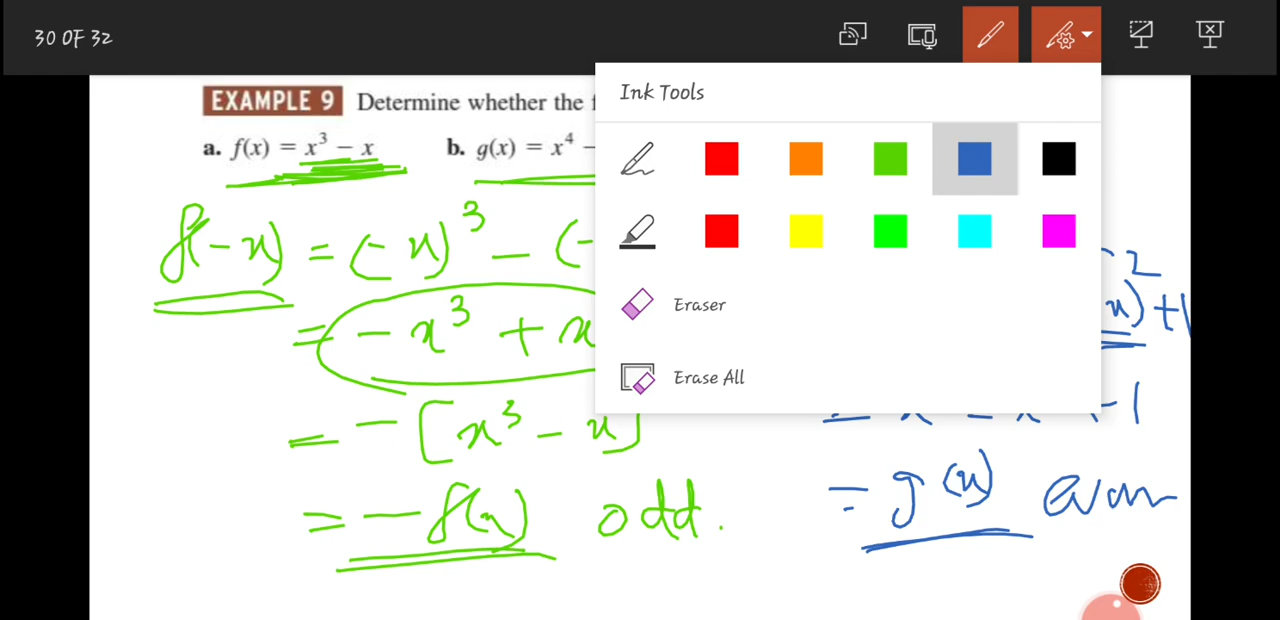 30 OF 32
Ink Tools
EXAMPLE 9 Determine whether the
a. f(x) = x³ − x b. g(x) = x⁴ −
f(−x) = (−x)³ − (−
= −x³ + x
Eraser
x) + 1
Erase All
= −[x³ − x]
= −f(x) odd.
= g(x) even